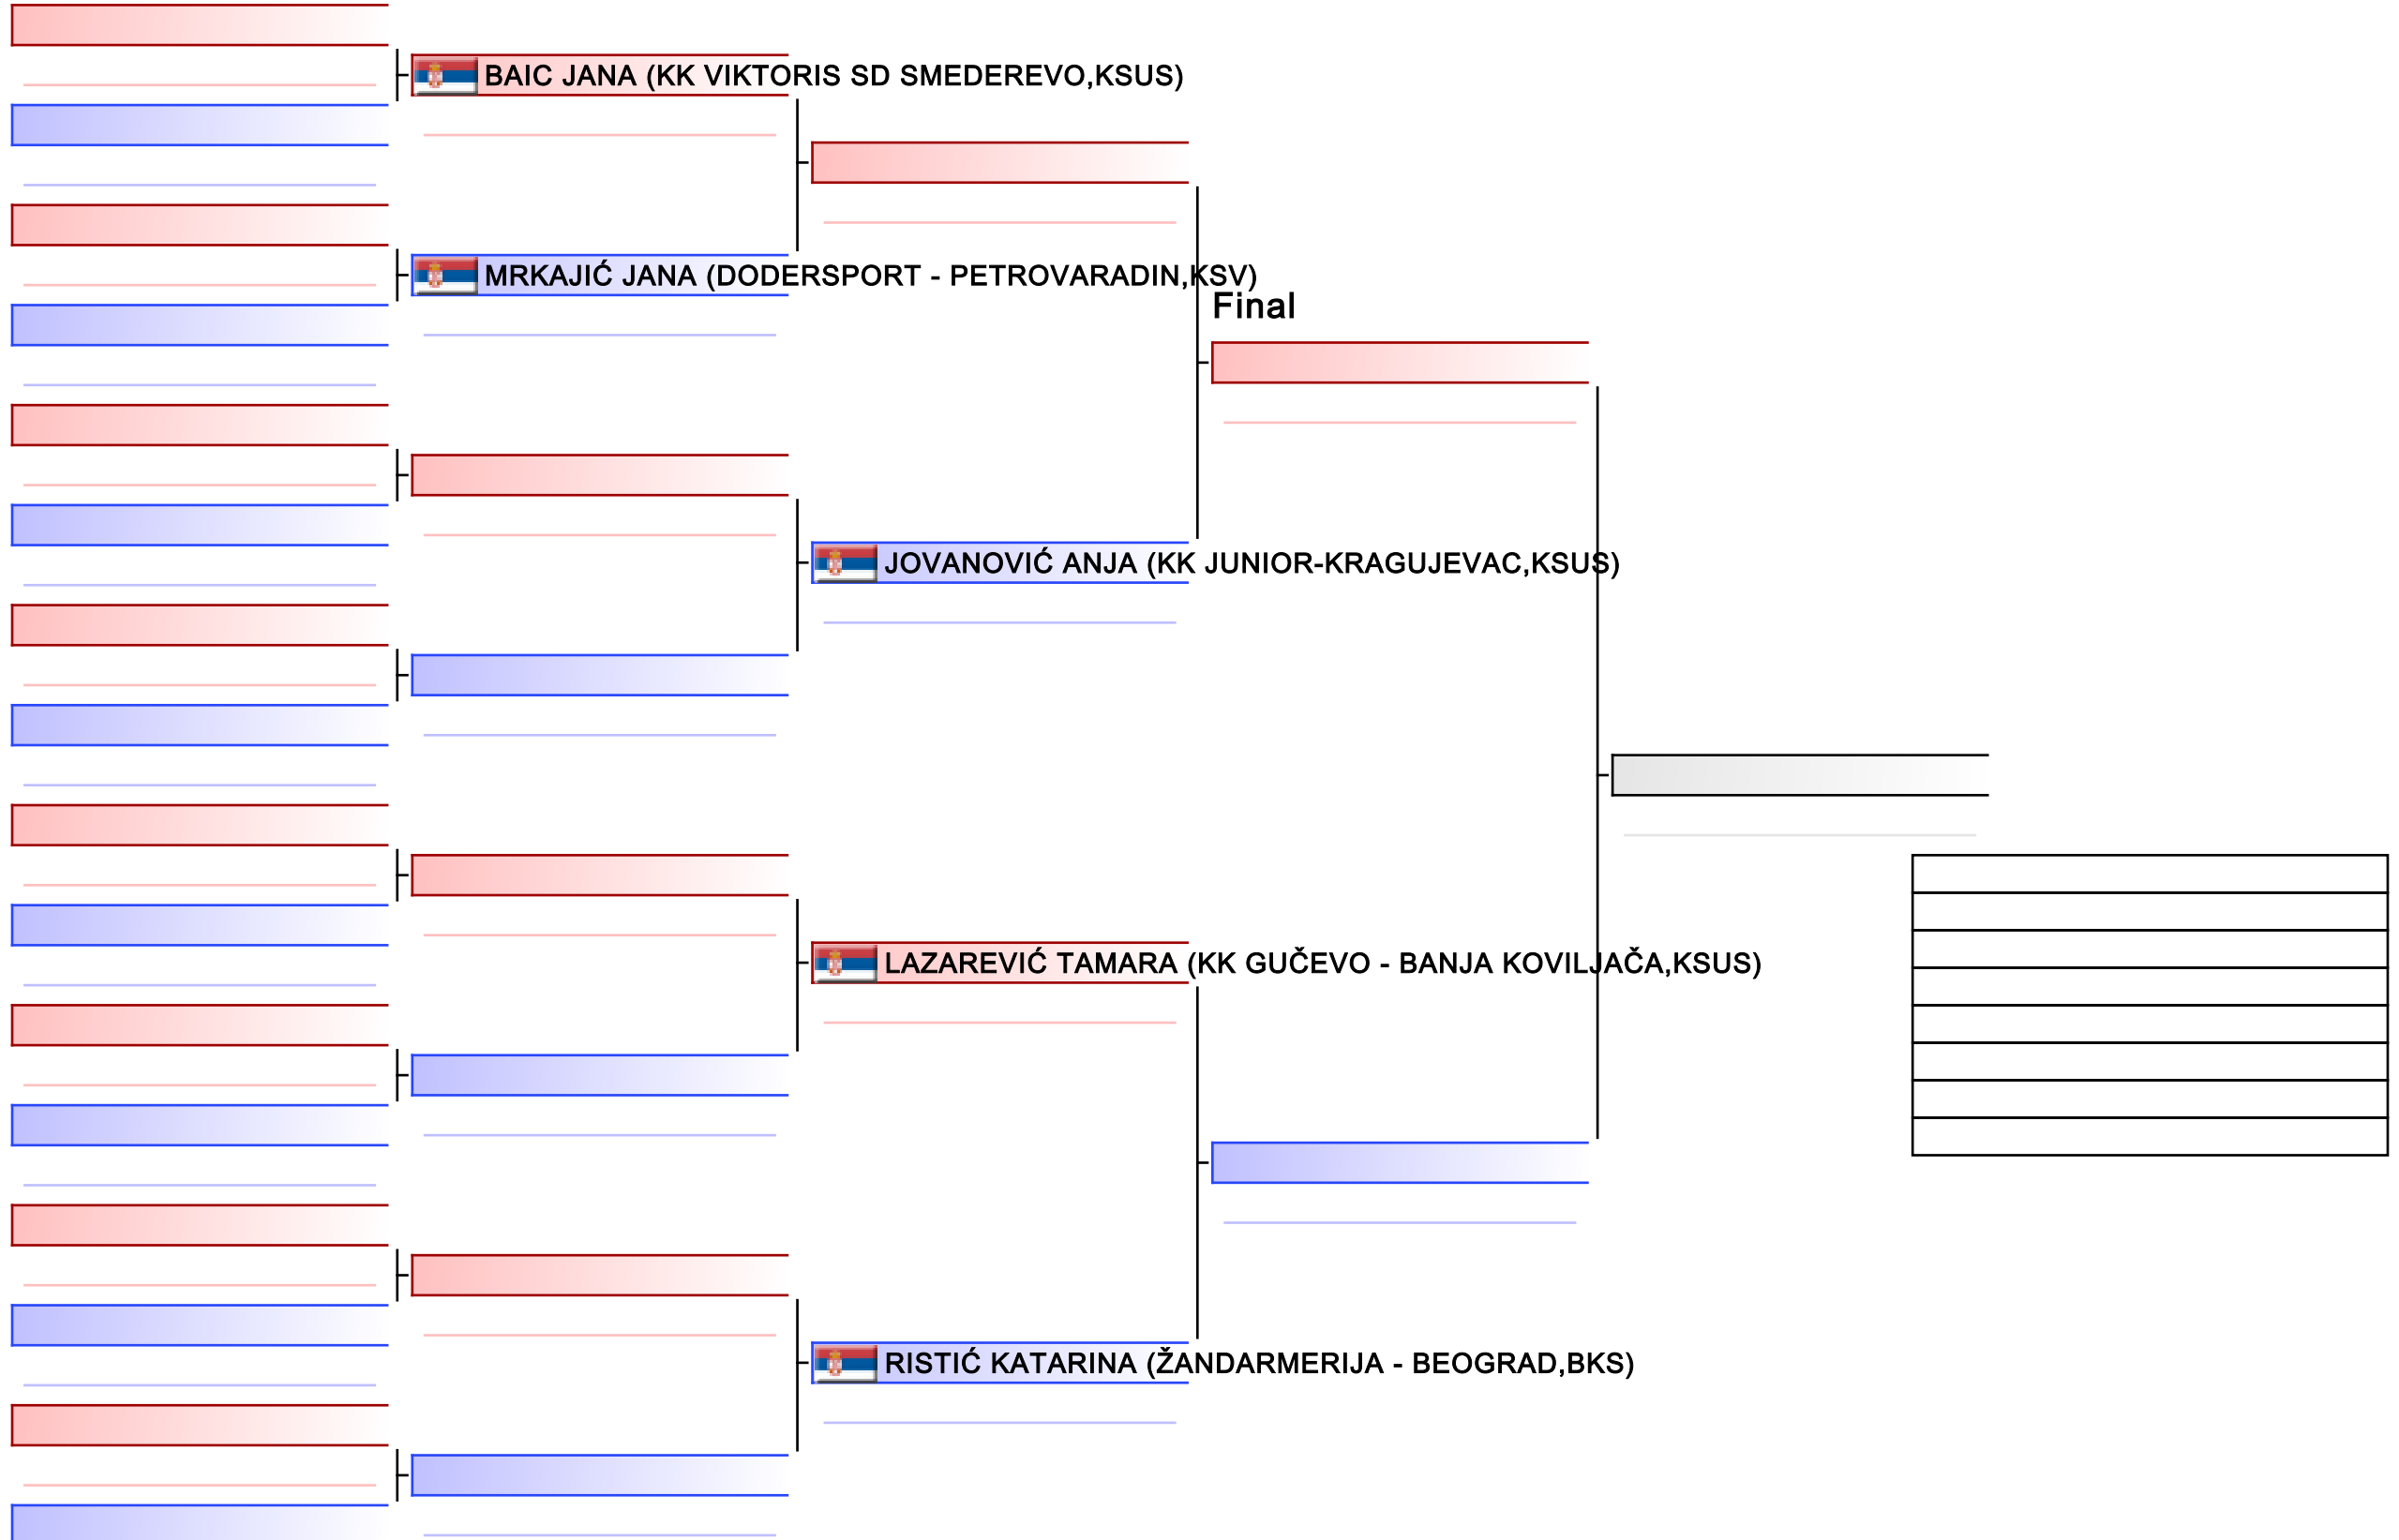 BAIC JANA (KK VIKTORIS SD SMEDEREVO,KSUS)
MRKAJIĆ JANA (DODERSPORT - PETROVARADIN,KSV)
Final
JOVANOVIĆ ANJA (KK JUNIOR-KRAGUJEVAC,KSUS)
LAZAREVIĆ TAMARA (KK GUČEVO - BANJA KOVILJAČA,KSUS)
RISTIĆ KATARINA (ŽANDARMERIJA - BEOGRAD,BKS)